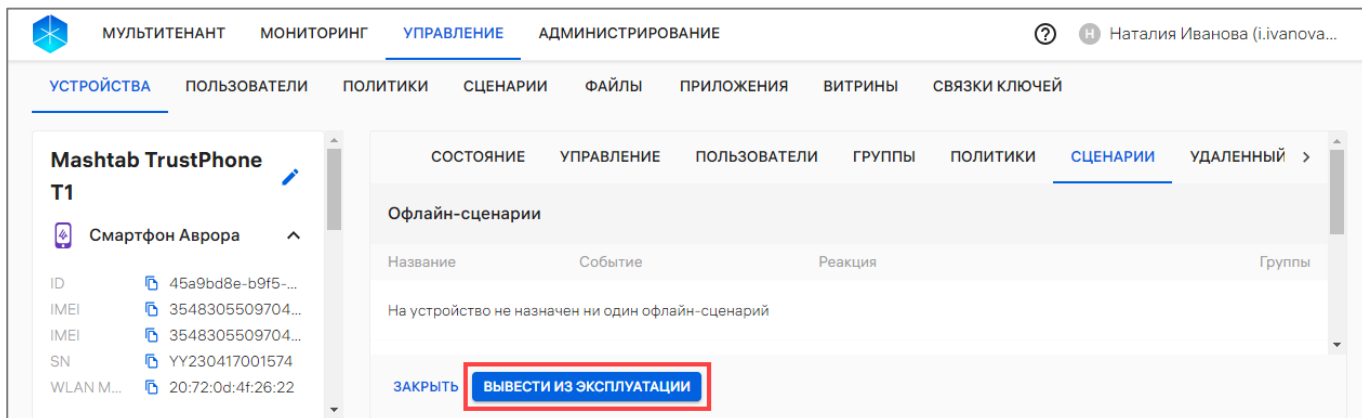 МУЛЬТИТЕНАНТ МОНИТОРИНГ УПРАВЛЕНИЕ АДМИНИСТРИРОВАНИЕ ? Н Наталия Иванова (i.ivanova...
УСТРОЙСТВА ПОЛЬЗОВАТЕЛИ ПОЛИТИКИ СЦЕНАРИИ ФАЙЛЫ ПРИЛОЖЕНИЯ ВИТРИНЫ СВЯЗКИ КЛЮЧЕЙ
Mashtab TrustPhone
T1
Смартфон Аврора
ID 45a9bd8e-b9f5-...
IMEI 3548305509704...
IMEI 3548305509704...
SN YY230417001574
WLAN M... 20:72:0d:4f:26:22
СОСТОЯНИЕ УПРАВЛЕНИЕ ПОЛЬЗОВАТЕЛИ ГРУППЫ ПОЛИТИКИ СЦЕНАРИИ УДАЛЕННЫЙ
Офлайн-сценарии
Название Событие Реакция Группы
На устройство не назначен ни один офлайн-сценарий
ЗАКРЫТЬ ВЫВЕСТИ ИЗ ЭКСПЛУАТАЦИИ